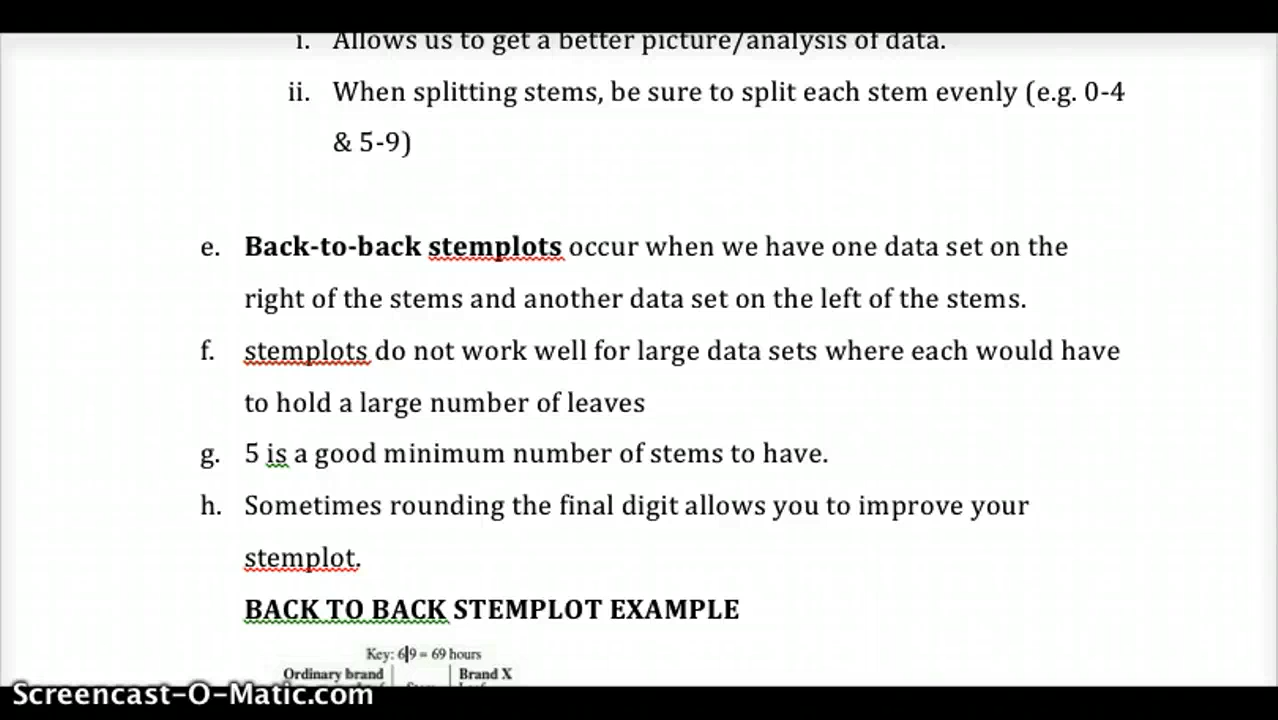 i. Allows us to get a better picture/analysis of data.
ii. When splitting stems, be sure to split each stem evenly (e.g. 0-4
& 5-9)
e. Back-to-back stemplots occur when we have one data set on the
right of the stems and another data set on the left of the stems.
f. stemplots do not work well for large data sets where each would have
to hold a large number of leaves
g. 5 is a good minimum number of stems to have.
h. Sometimes rounding the final digit allows you to improve your
stemplot.
BACK TO BACK STEMPLOT EXAMPLE
Key: 6|9 = 69 hours
Ordinary brand Brand X
Screencast-O-Matic.com